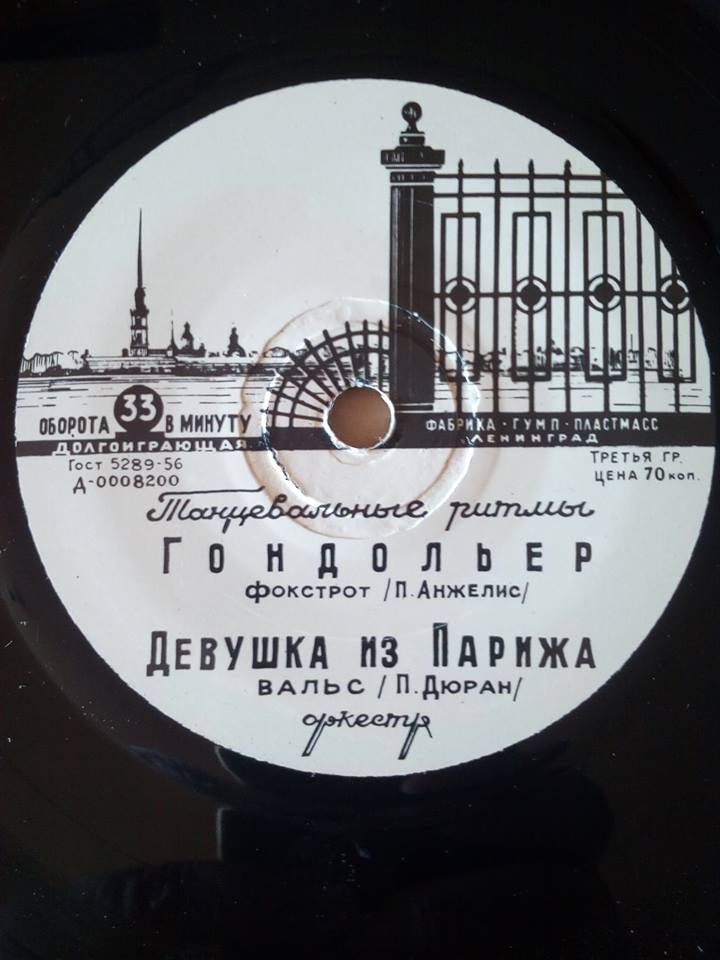 ОБОРОТА 33 В МИНУТУ
ДОЛГОИГРАЮЩАЯ
ФАБРИКА · ГУМП · ПЛАСТМАСС
ЛЕНИНГРАД
ГОСТ 5289-56
Д-0008200
ТРЕТЬЯ ГР.
ЦЕНА 70 КОП.
Танцевальные ритмы
ГОНДОЛЬЕР
ФОКСТРОТ /П. АНЖЕЛИС/
ДЕВУШКА ИЗ ПАРИЖА
ВАЛЬС /П. ДЮРАН/
оркестр